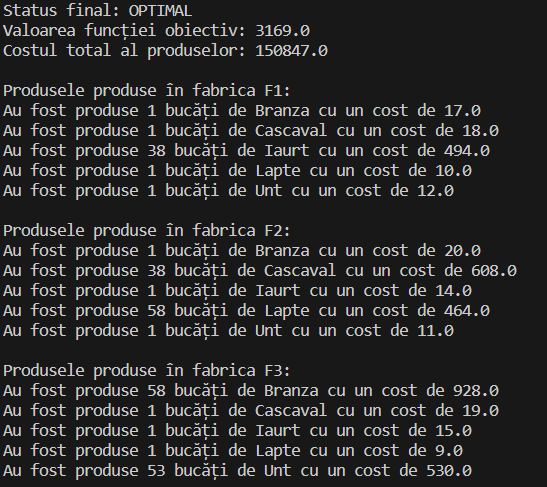 Status final: OPTIMAL
Valoarea funcției obiectiv: 3169.0
Costul total al produselor: 150847.0
Produsele produse în fabrica F1:
Au fost produse 1 bucăți de Branza cu un cost de 17.0
Au fost produse 1 bucăți de Cascaval cu un cost de 18.0
Au fost produse 38 bucăți de Iaurt cu un cost de 494.0
Au fost produse 1 bucăți de Lapte cu un cost de 10.0
Au fost produse 1 bucăți de Unt cu un cost de 12.0
Produsele produse în fabrica F2:
Au fost produse 1 bucăți de Branza cu un cost de 20.0
Au fost produse 38 bucăți de Cascaval cu un cost de 608.0
Au fost produse 1 bucăți de Iaurt cu un cost de 14.0
Au fost produse 58 bucăți de Lapte cu un cost de 464.0
Au fost produse 1 bucăți de Unt cu un cost de 11.0
Produsele produse în fabrica F3:
Au fost produse 58 bucăți de Branza cu un cost de 928.0
Au fost produse 1 bucăți de Cascaval cu un cost de 19.0
Au fost produse 1 bucăți de Iaurt cu un cost de 15.0
Au fost produse 1 bucăți de Lapte cu un cost de 9.0
Au fost produse 53 bucăți de Unt cu un cost de 530.0